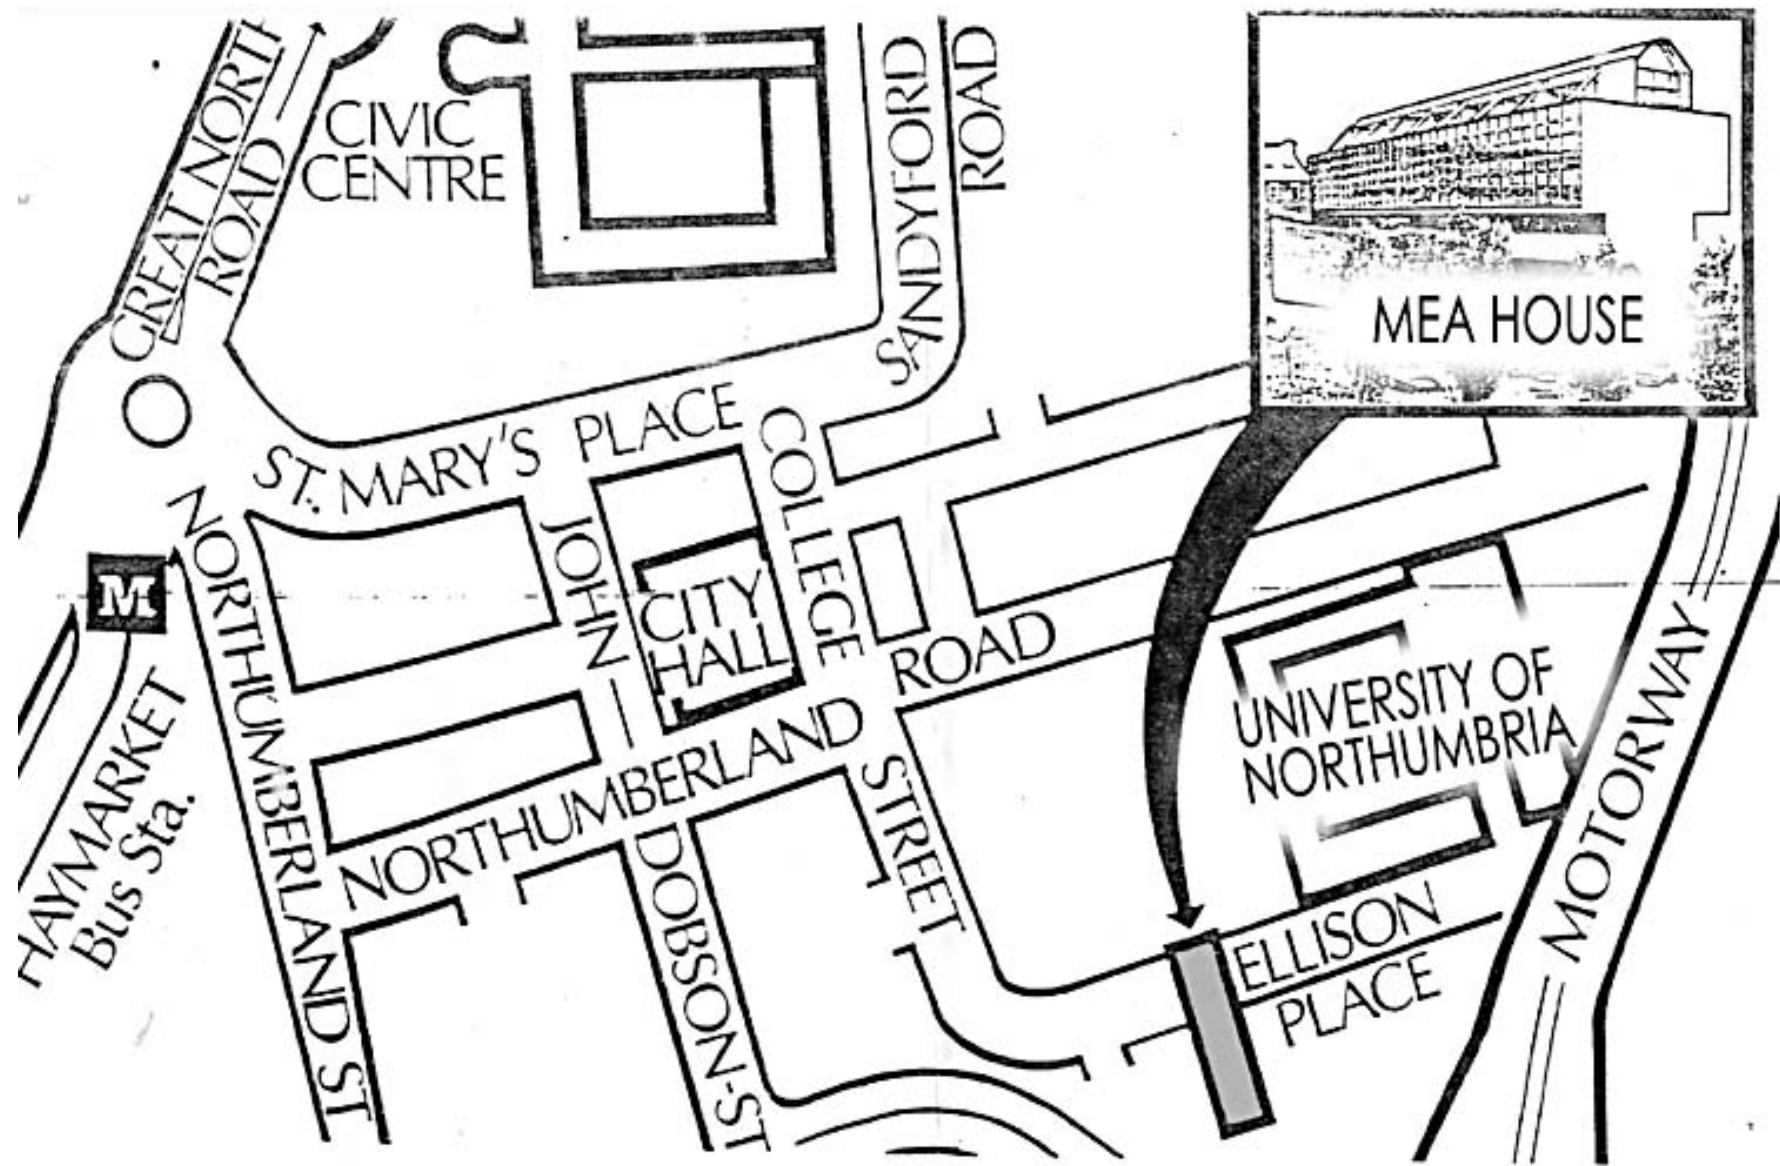 GREAT NORTH
ROAD
CIVIC
CENTRE
SANDYFORD
ROAD
MEA HOUSE
ST. MARY'S PLACE
COLLEGE
STREET
JOHN
DOBSON-ST
CITY
HALL
M
HAYMARKET
Bus Sta.
NORTHUMBERLAND ST
NORTHUMBERLAND ROAD
UNIVERSITY OF
NORTHUMBRIA
MOTORWAY
ELLISON
PLACE